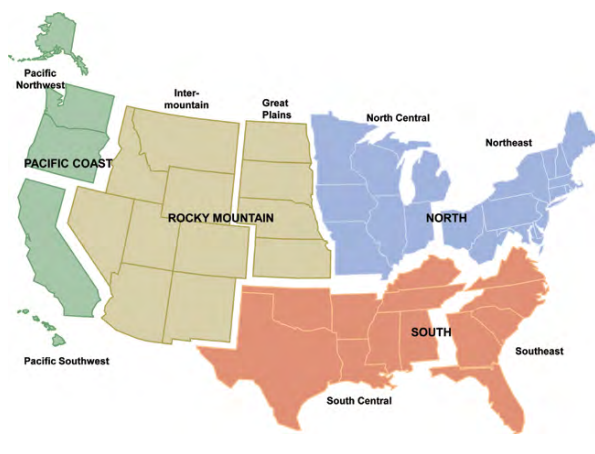 Pacific
Northwest
Inter-
mountain
Great
Plains
North Central
Northeast
PACIFIC COAST
ROCKY MOUNTAIN
NORTH
SOUTH
Southeast
Pacific Southwest
South Central